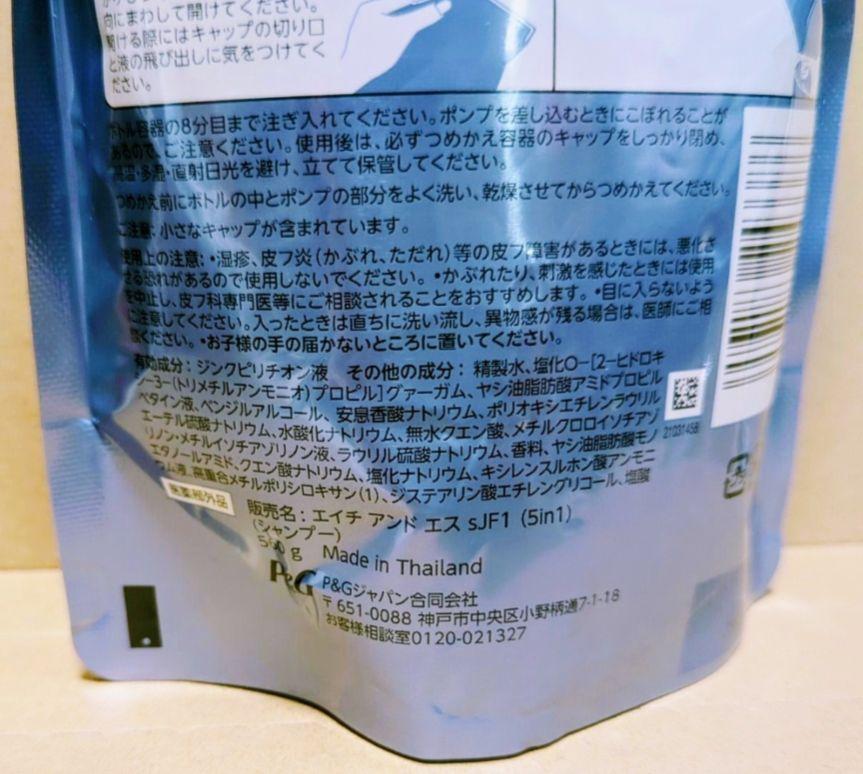 向にまわして開けてください。
開ける際にはキャップの切り口
と液の飛び出しに気をつけてく
ださい。
ボトル容器の8分目まで注ぎ入れてください。ポンプを差し込むときにこぼれることが
あるので、ご注意ください。使用後は、必ずつめかえ容器のキャップをしっかり閉め、
高温・多湿・直射日光を避け、立てて保管してください。
つめかえ前にボトルの中とポンプの部分をよく洗い、乾燥させてからつめかえてください。
ご注意: 小さなキャップが含まれています。
使用上の注意: •湿疹、皮フ炎(かぶれ、ただれ)等の皮フ障害があるときには、悪化さ
せる恐れがあるので使用しないでください。 •かぶれたり、刺激を感じたときには使用
を中止し、皮フ科専門医等にご相談されることをおすすめします。 •目に入らないよう
に注意してください。入ったときは直ちに洗い流し、異物感が残る場合は、医師にご相
談ください。•お子様の手の届かないところに置いてください。
有効成分: ジンクピリチオン液 その他の成分: 精製水、塩化O-[2-ヒドロキ
シ-3-(トリメチルアンモニオ)プロピル]グァーガム、ヤシ油脂肪酸アミドプロピル
ベタイン液、ベンジルアルコール、安息香酸ナトリウム、ポリオキシエチレンラウリル
エーテル硫酸ナトリウム、水酸化ナトリウム、無水クエン酸、メチルクロロイソチアゾ
リノン・メチルイソチアゾリノン液、ラウリル硫酸ナトリウム、香料、ヤシ油脂肪酸モノ
エタノールアミド、クエン酸ナトリウム、塩化ナトリウム、キシレンスルホン酸アンモニ
ウム液、高重合メチルポリシロキサン(1)、ジステアリン酸エチレングリコール、塩酸
21031458
医薬部外品
販売名: エイチ アンド エス sJF1 (5in1)
(シャンプー)
560 g Made in Thailand
P&G P&Gジャパン合同会社
〒651-0088 神戸市中央区小野柄通7-1-18
お客様相談室0120-021327